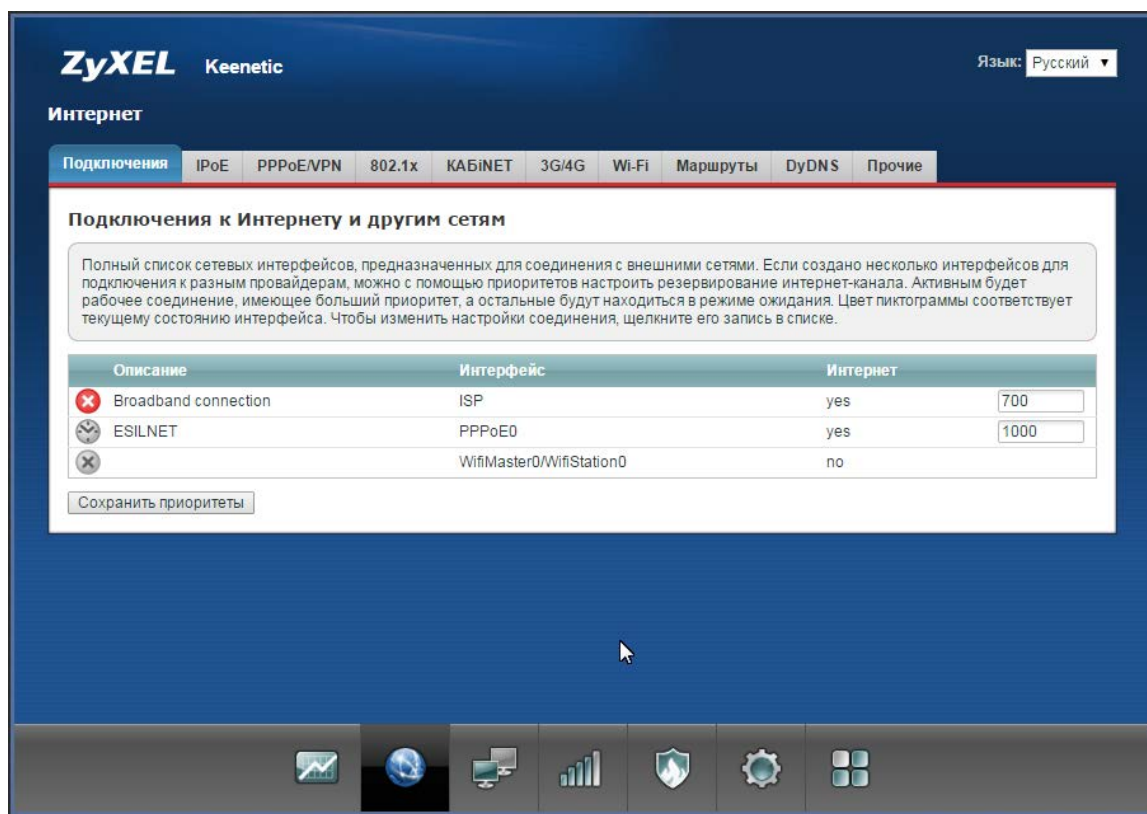 ZyXEL Keenetic
Язык: Русский
Интернет
Подключения IPoE PPPoE/VPN 802.1x КАБiNET 3G/4G Wi-Fi Маршруты DyDNS Прочие
Подключения к Интернету и другим сетям
Полный список сетевых интерфейсов, предназначенных для соединения с внешними сетями. Если создано несколько интерфейсов для
подключения к разным провайдерам, можно с помощью приоритетов настроить резервирование интернет-канала. Активным будет
рабочее соединение, имеющее больший приоритет, а остальные будут находиться в режиме ожидания. Цвет пиктограммы соответствует
текущему состоянию интерфейса. Чтобы изменить настройки соединения, щелкните его запись в списке.
Описание Интерфейс Интернет
Broadband connection ISP yes 700
ESILNET PPPoE0 yes 1000
WifiMaster0/WifiStation0 no
Сохранить приоритеты